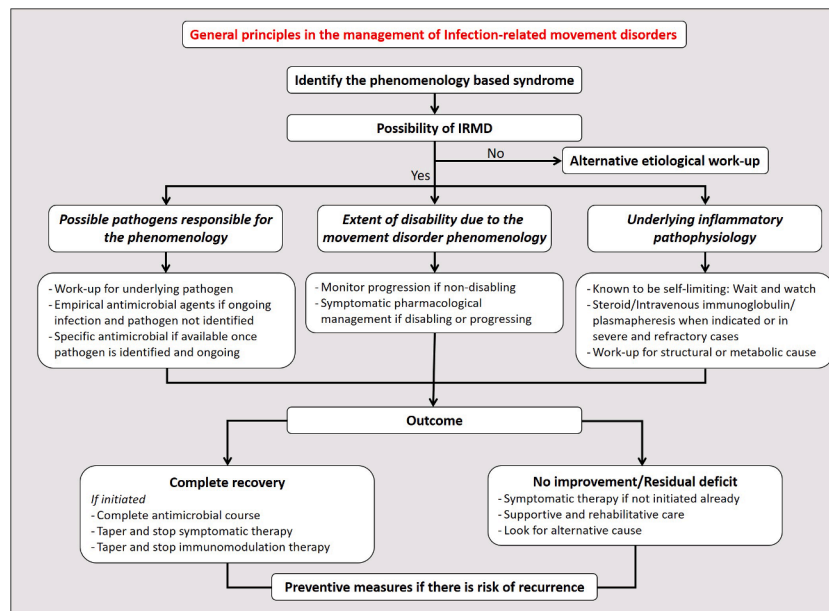 General principles in the management of Infection-related movement disorders
Identify the phenomenology based syndrome
Possibility of IRMD
No
Alternative etiological work-up
Yes
Possible pathogens responsible for
the phenomenology
Extent of disability due to the
movement disorder phenomenology
Underlying inflammatory
pathophysiology
- Work-up for underlying pathogen
- Empirical antimicrobial agents if ongoing
infection and pathogen not identified
- Specific antimicrobial if available once
pathogen is identified and ongoing
- Monitor progression if non-disabling
- Symptomatic pharmacological
management if disabling or progressing
- Known to be self-limiting: Wait and watch
- Steroid/Intravenous immunoglobulin/
plasmapheresis when indicated or in
severe and refractory cases
- Work-up for structural or metabolic cause
Outcome
Complete recovery
If initiated
- Complete antimicrobial course
- Taper and stop symptomatic therapy
- Taper and stop immunomodulation therapy
No improvement/Residual deficit
- Symptomatic therapy if not initiated already
- Supportive and rehabilitative care
- Look for alternative cause
Preventive measures if there is risk of recurrence